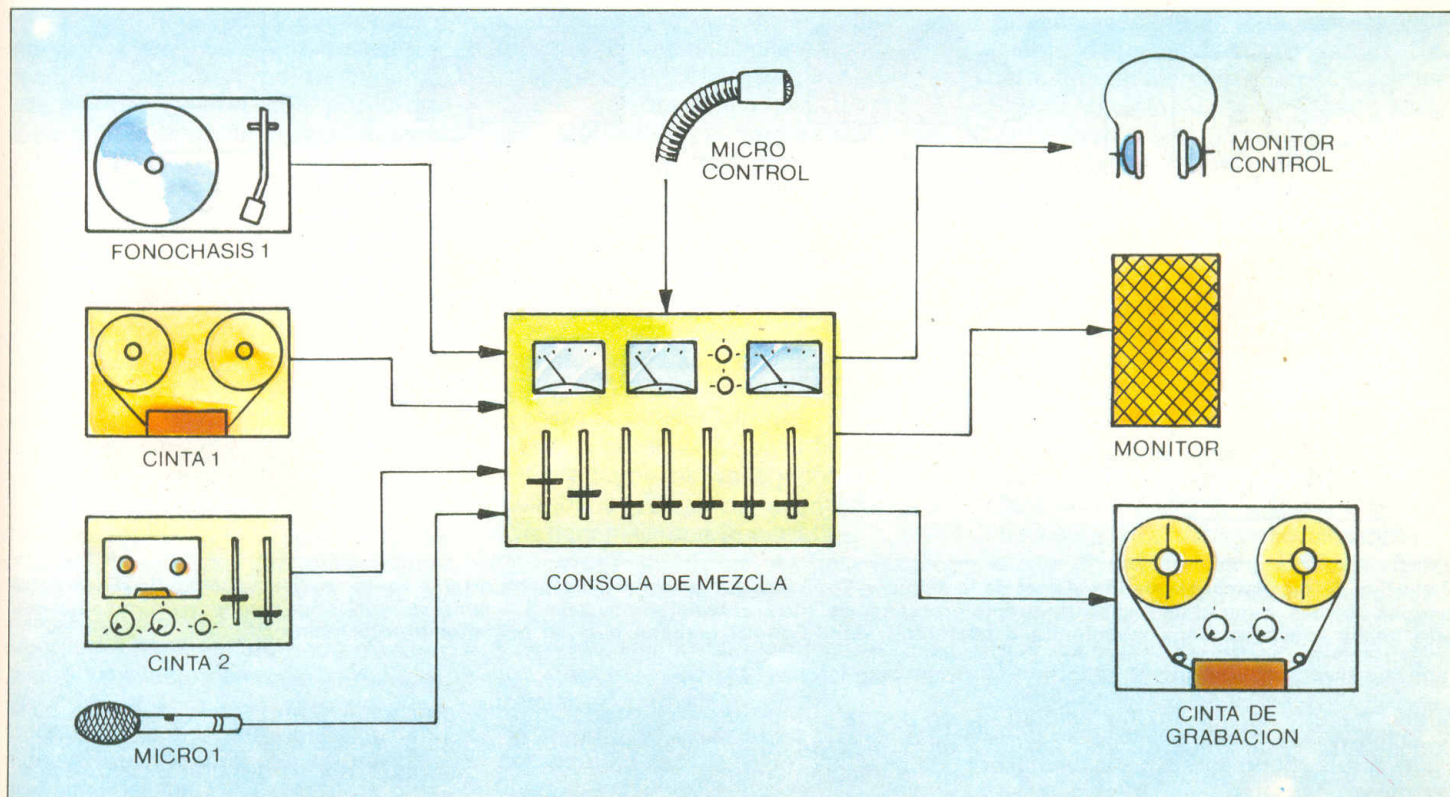 FONOCHASIS 1
CINTA 1
CINTA 2
MICRO 1
MICRO
CONTROL
CONSOLA DE MEZCLA
MONITOR
CONTROL
MONITOR
CINTA DE
GRABACION